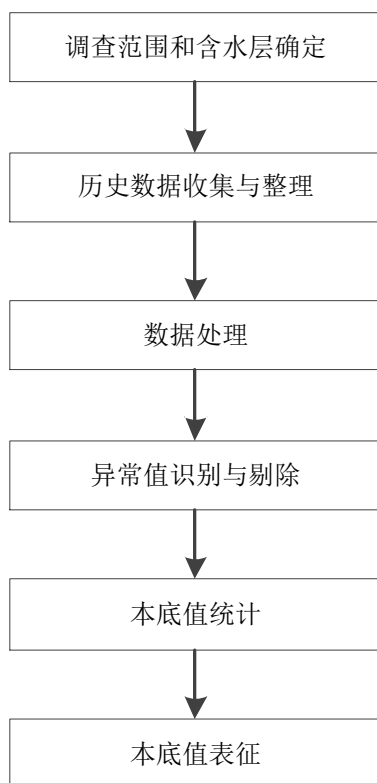 调查范围和含水层确定
历史数据收集与整理
数据处理
异常值识别与剔除
本底值统计
本底值表征